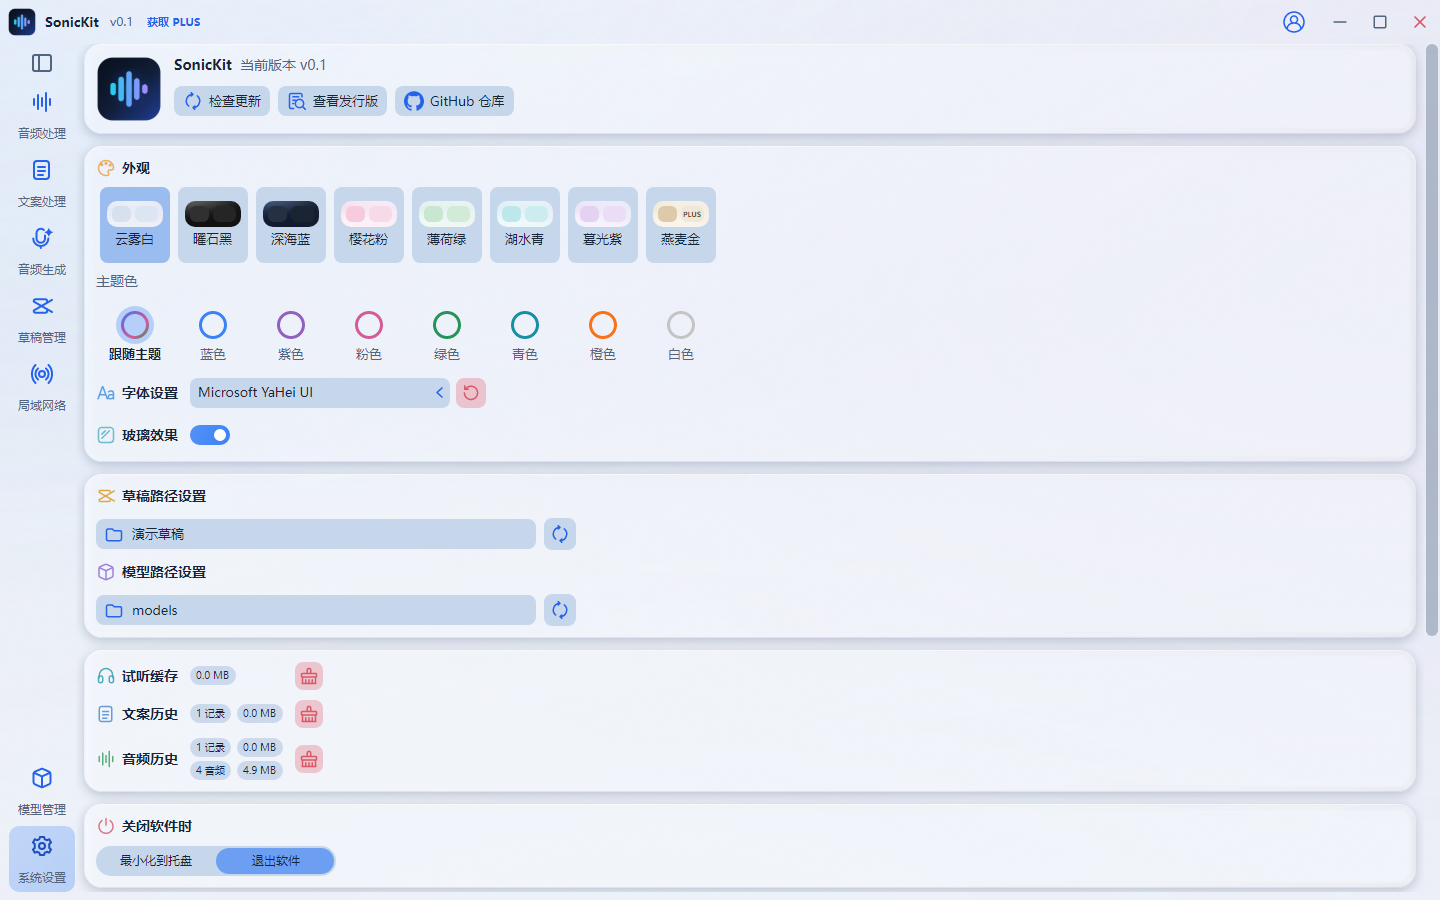 SonicKit v0.1 获取 PLUS
音频处理
文案处理
音频生成
草稿管理
局域网络
模型管理
系统设置
SonicKit 当前版本 v0.1
检查更新 查看发行版 GitHub 仓库
外观
PLUS
云雾白 曜石黑 深海蓝 樱花粉 薄荷绿 湖水青 暮光紫 燕麦金
主题色
跟随主题 蓝色 紫色 粉色 绿色 青色 橙色 白色
字体设置 Microsoft YaHei UI
玻璃效果
草稿路径设置
演示草稿
模型路径设置
models
试听缓存 0.0 MB
文案历史 1 记录 0.0 MB
音频历史 1 记录 0.0 MB
4 音频 4.9 MB
关闭软件时
最小化到托盘 退出软件